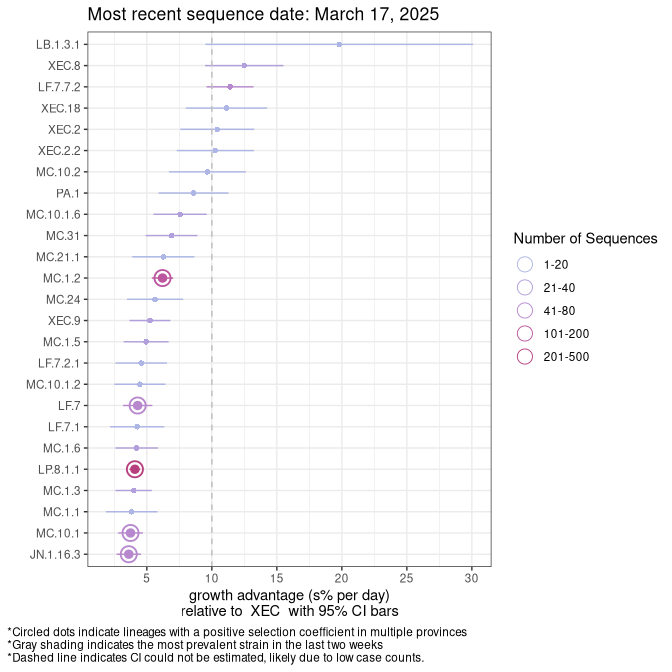 Most recent sequence date: March 17, 2025
LB.1.3.1
XEC.8
LF.7.7.2
XEC.18
XEC.2
XEC.2.2
MC.10.2
PA.1
MC.10.1.6
MC.31
MC.21.1
MC.1.2
MC.24
XEC.9
MC.1.5
LF.7.2.1
MC.10.1.2
LF.7
LF.7.1
MC.1.6
LP.8.1.1
MC.1.3
MC.1.1
MC.10.1
JN.1.16.3
5 10 15 20 25 30
growth advantage (s% per day)
relative to XEC with 95% CI bars
Number of Sequences
1-20
21-40
41-80
101-200
201-500
*Circled dots indicate lineages with a positive selection coefficient in multiple provinces
*Gray shading indicates the most prevalent strain in the last two weeks
*Dashed line indicates CI could not be estimated, likely due to low case counts.